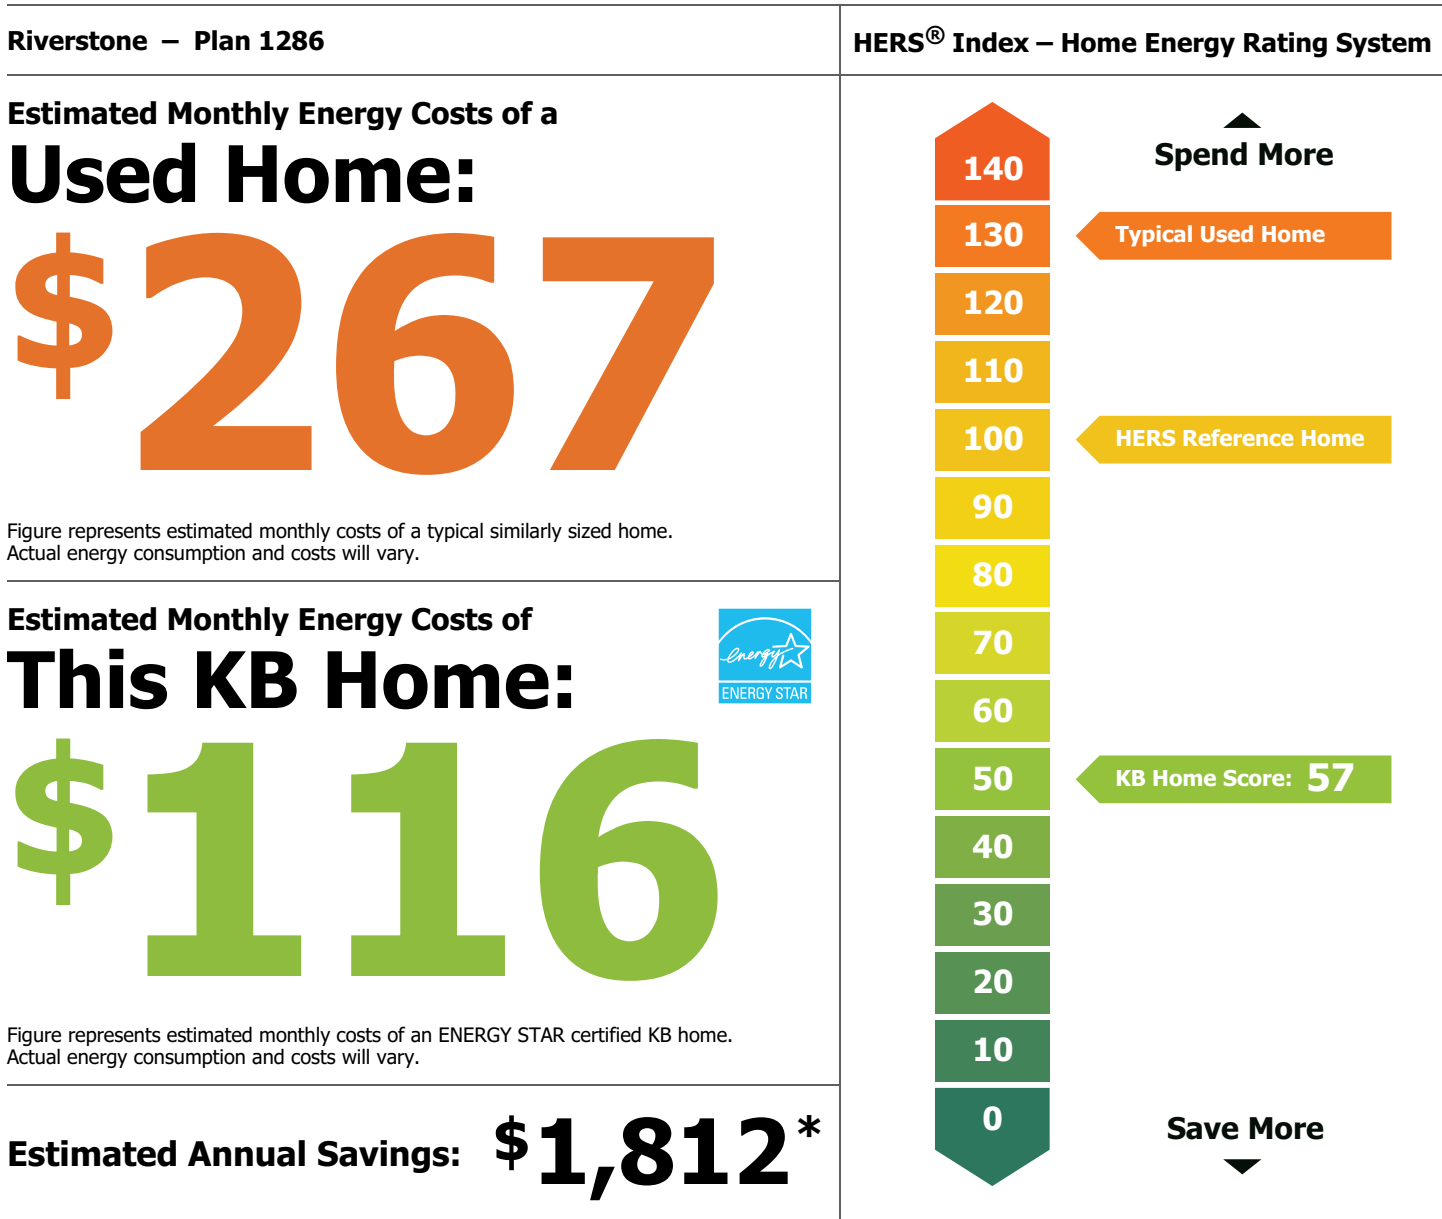 Riverstone – Plan 1286
Estimated Monthly Energy Costs of a
Used Home:
$267
Figure represents estimated monthly costs of a typical similarly sized home.
Actual energy consumption and costs will vary.
Estimated Monthly Energy Costs of
This KB Home:
energy
ENERGY STAR
$116
Figure represents estimated monthly costs of an ENERGY STAR certified KB home.
Actual energy consumption and costs will vary.
Estimated Annual Savings: $1,812*
HERS® Index – Home Energy Rating System
Spend More
140
130 Typical Used Home
120
110
100 HERS Reference Home
90
80
70
60
50 KB Home Score: 57
40
30
20
10
0
Save More